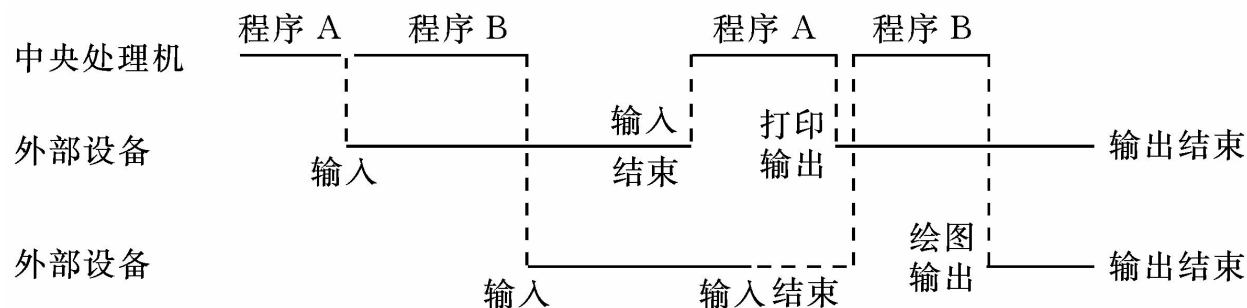 程序 A 程序 B 程序 A 程序 B
中央处理机
外部设备 输入 输入 结束 打印 输出 输出结束
外部设备 输入 输入结束 绘图 输出 输出结束